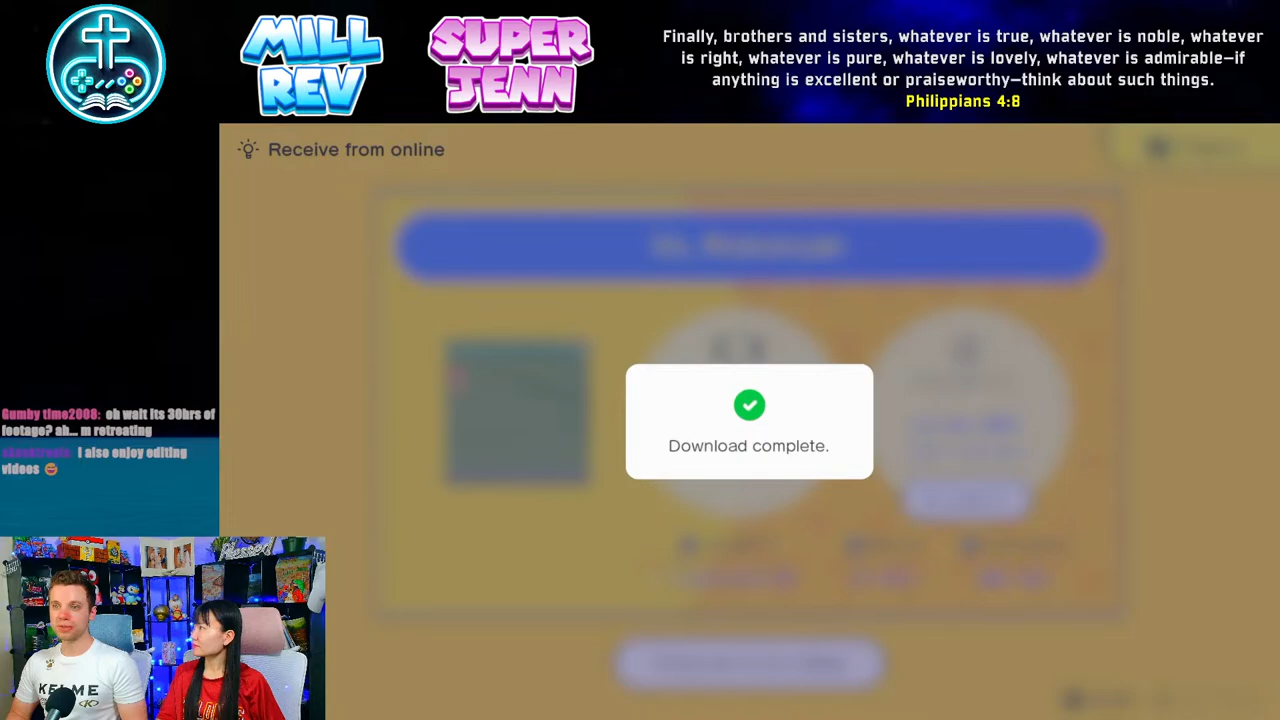 MILL
REV
SUPER
JENN
Finally, brothers and sisters, whatever is true, whatever is noble, whatever
is right, whatever is pure, whatever is lovely, whatever is admirable—if
anything is excellent or praiseworthy—think about such things.
Philippians 4:8
Receive from online
Download complete.
Gumby time2008: oh wait its 30hrs of
footage? ah... m retreating
I also enjoy editing
videos
Blessed
KELME